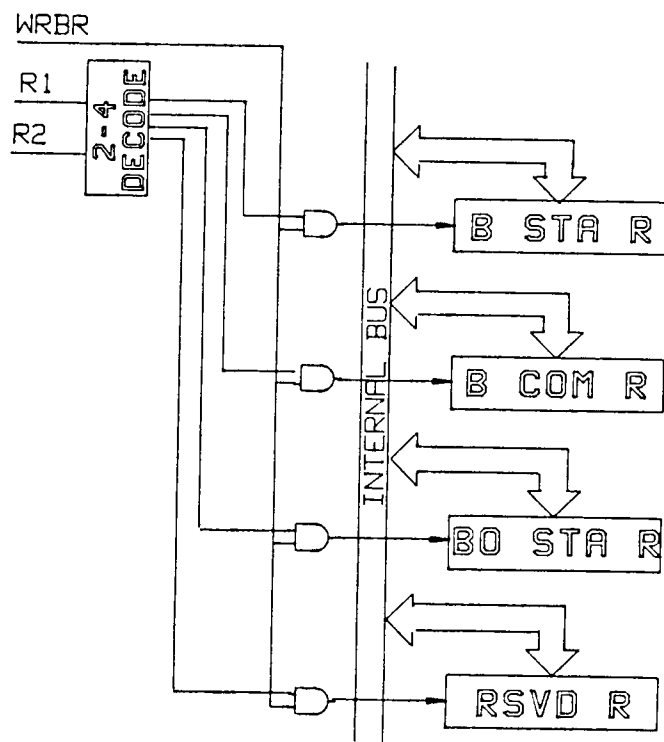 WRBR
R1
R2
2-4
DECODE
B STA R
INTERNAL BUS
B COM R
BO STA R
RSVD R